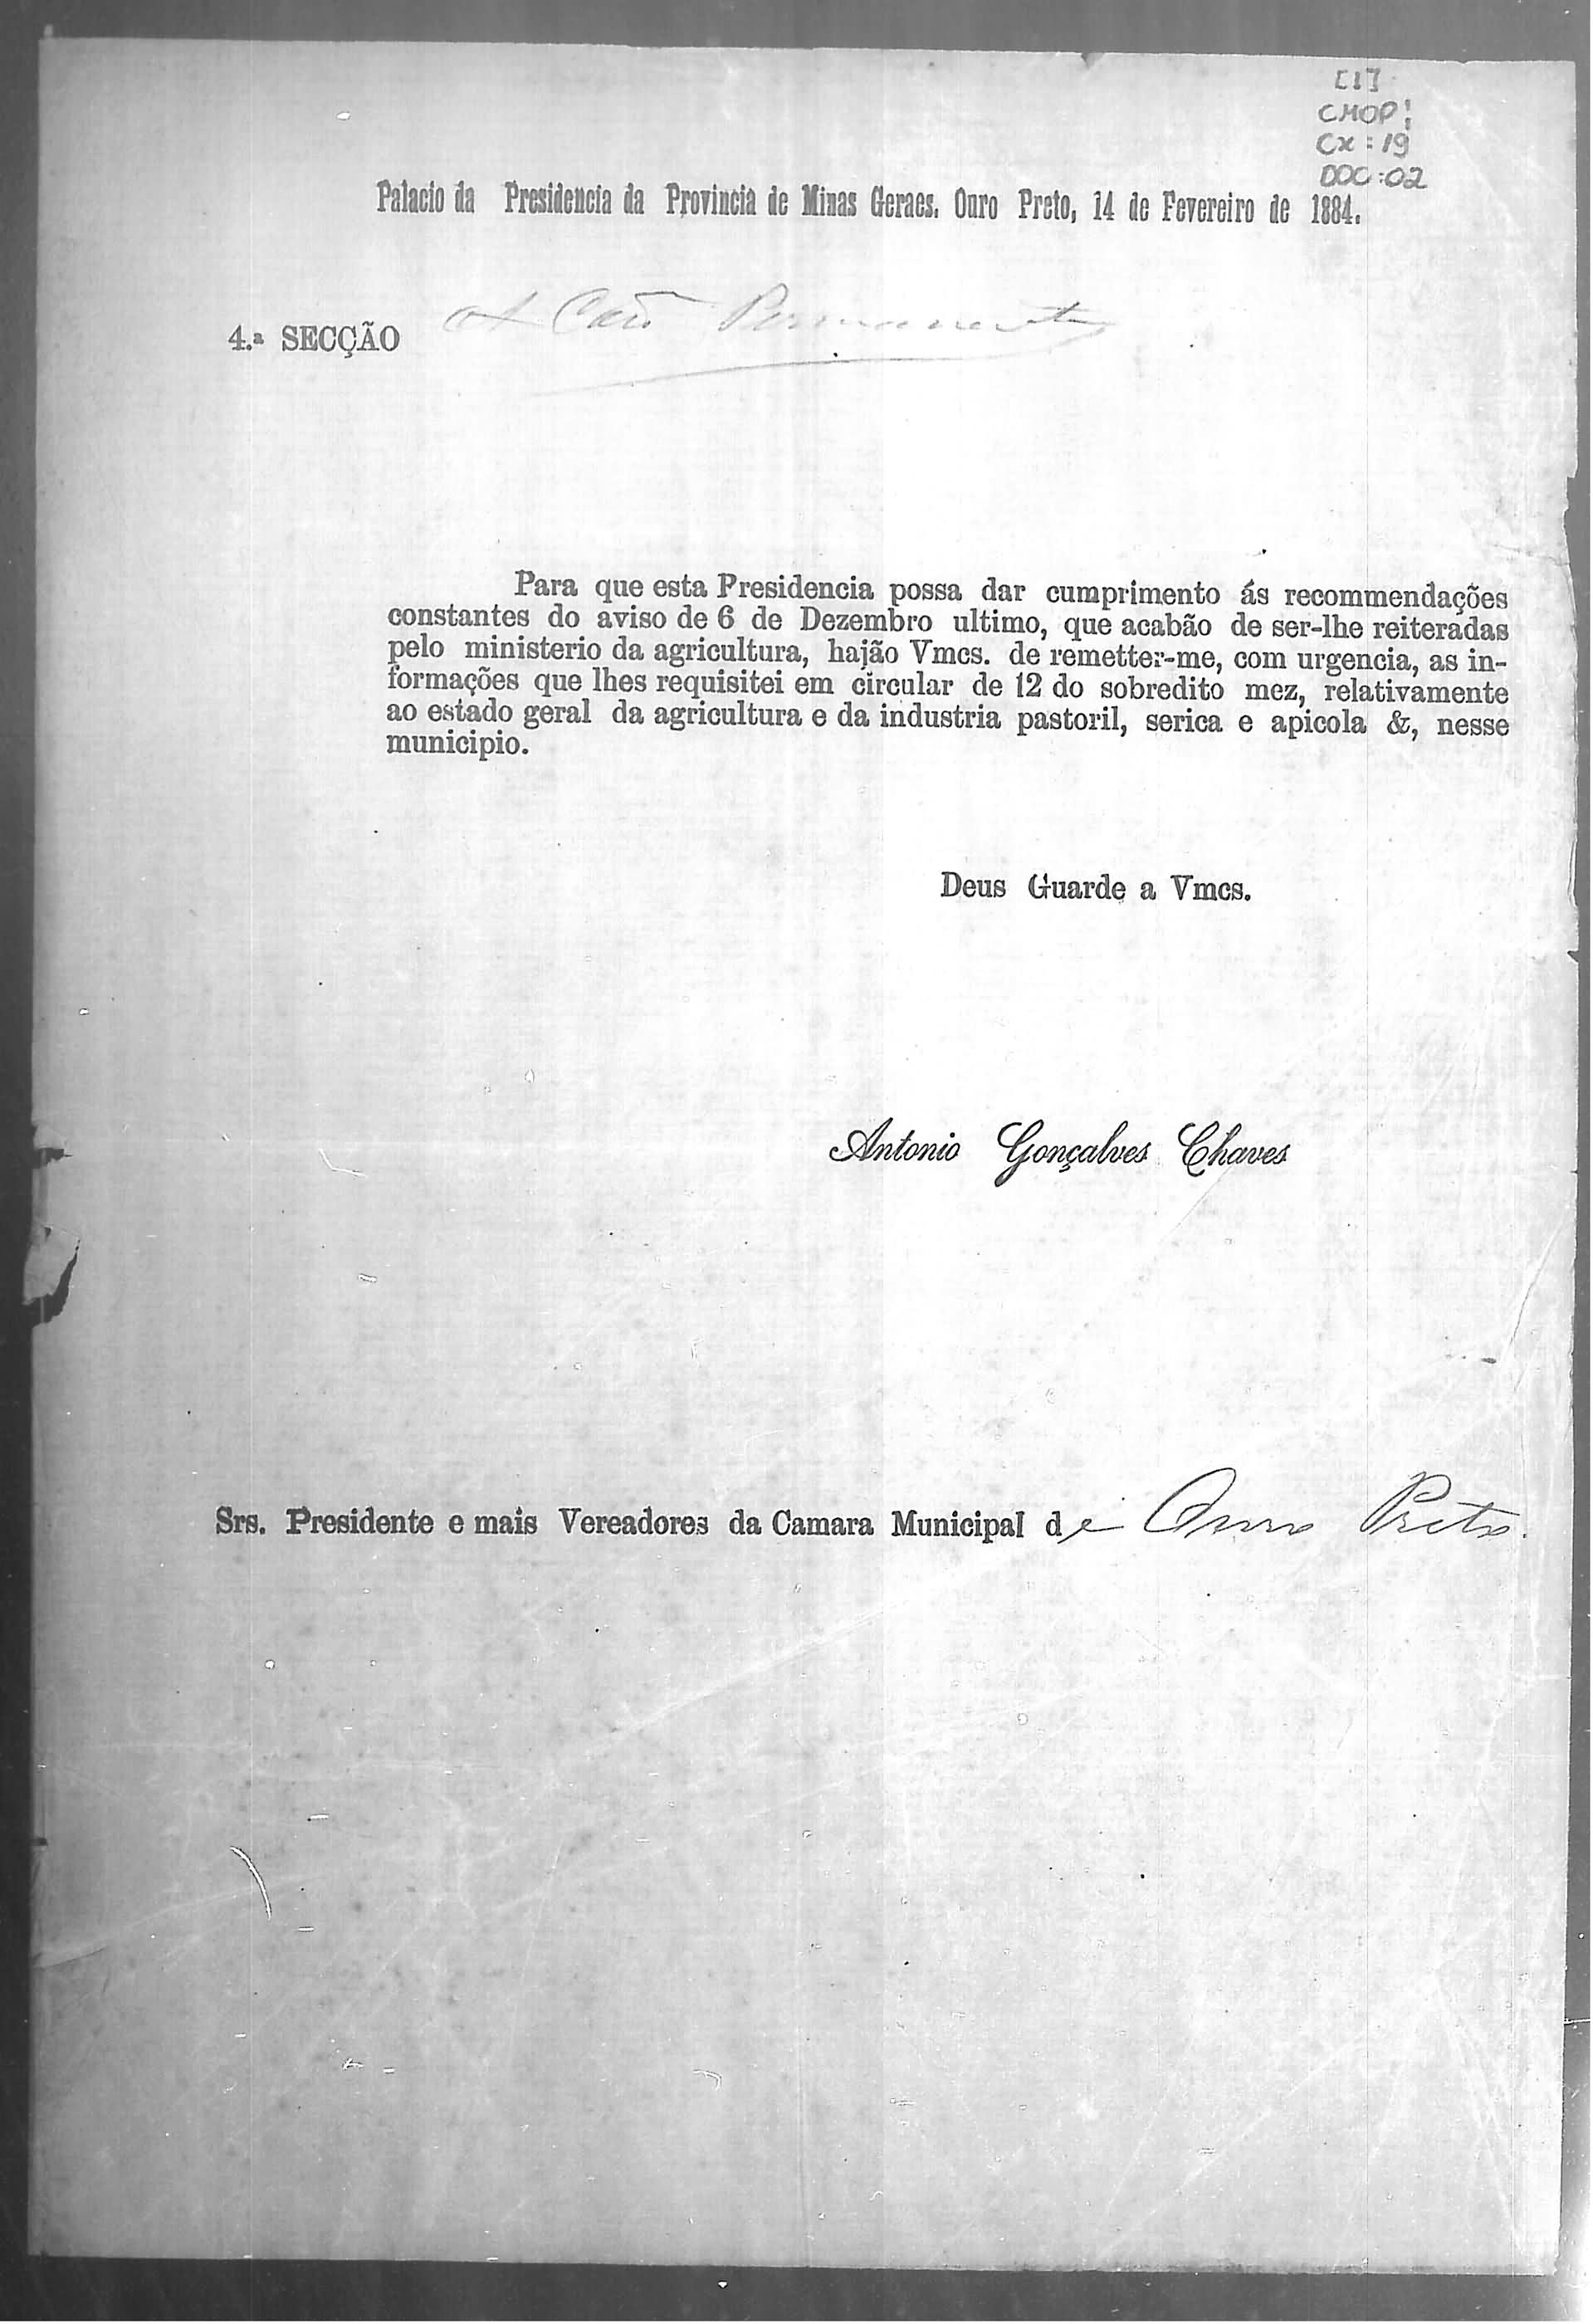 [1]
CMOP!
Cx: 19
DOC: 02
Palacio da Presidencia da Provincia de Minas Geraes. Ouro Preto, 14 de Fevereiro de 1884.
A Cam Permanente
4.ª SECÇÃO
Para que esta Presidencia possa dar cumprimento ás recommendações
constantes do aviso de 6 de Dezembro ultimo, que acabão de ser-lhe reiteradas
pelo ministerio da agricultura, hajão Vmcs. de remetter-me, com urgencia, as in-
formações que lhes requisitei em circular de 12 do sobredito mez, relativamente
ao estado geral da agricultura e da industria pastoril, serica e apicola &, nesse
municipio.
Deus Guarde a Vmcs.
Antonio Gonçalves Chaves
Srs. Presidente e mais Vereadores da Camara Municipal de Ouro Preto.